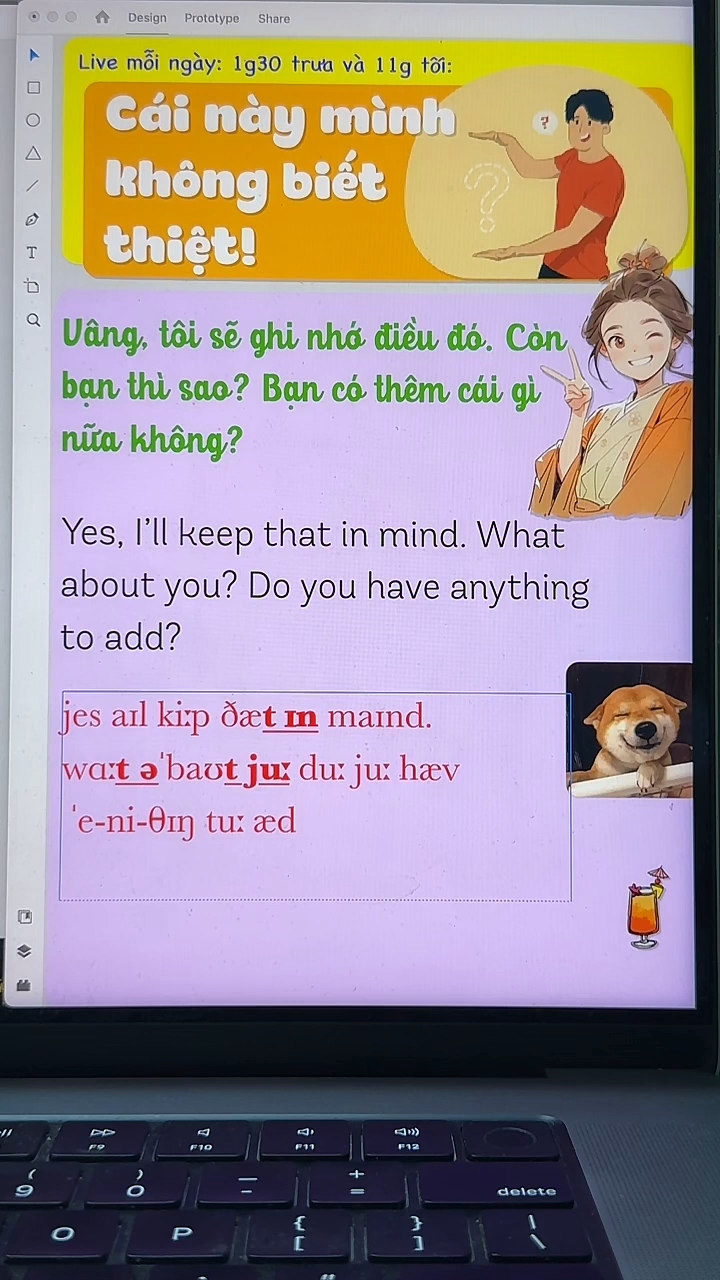 Design Prototype Share
Live mỗi ngày: 1g30 trưa và 11g tối:
Cái này mình
không biết
thiệt!
?
Vâng, tôi sẽ ghi nhớ điều đó. Còn
bạn thì sao? Bạn có thêm cái gì
nữa không?
Yes, I'll keep that in mind. What
about you? Do you have anything
to add?
jes aɪl kiːp ðæt ɪn maɪnd.
wɑːt əˈbaʊt juː duː juː hæv
ˈe-ni-θɪŋ tuː æd
F9 F10 F11 F12
( ) — +
9 0 - = delete
O P { } |
[ ] \
"